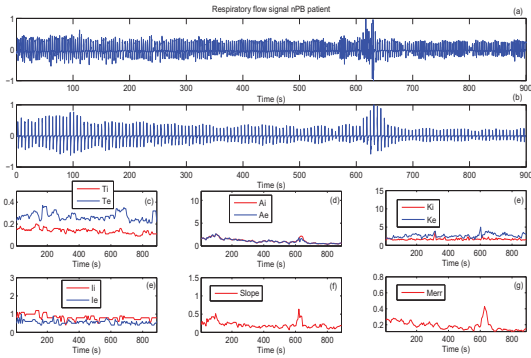 Respiratory flow signal nPB patient
(a)
1
0
1
100 200 300 400 500 600 700 800 900
Time (s)
(b)
1
0
1
0 100 200 300 400 500 600 700 800 900
Time (s)
Ti
Te
(c)
0.4
0.2
0
200 400 600 800
Time (s)
Ai
Ae
(d)
10
5
0
200 400 600 800
Time (s)
Ki
Ke
(e)
15
10
5
0
200 400 600 800
Time (s)
Ii
Ie
(e)
3
2
1
0
200 400 600 800
Time (s)
Slope
(f)
1.5
1
0.5
0
200 400 600 800
Time (s)
Merr
(g)
0.8
0.6
0.4
0.2
200 400 600 800
Time (s)